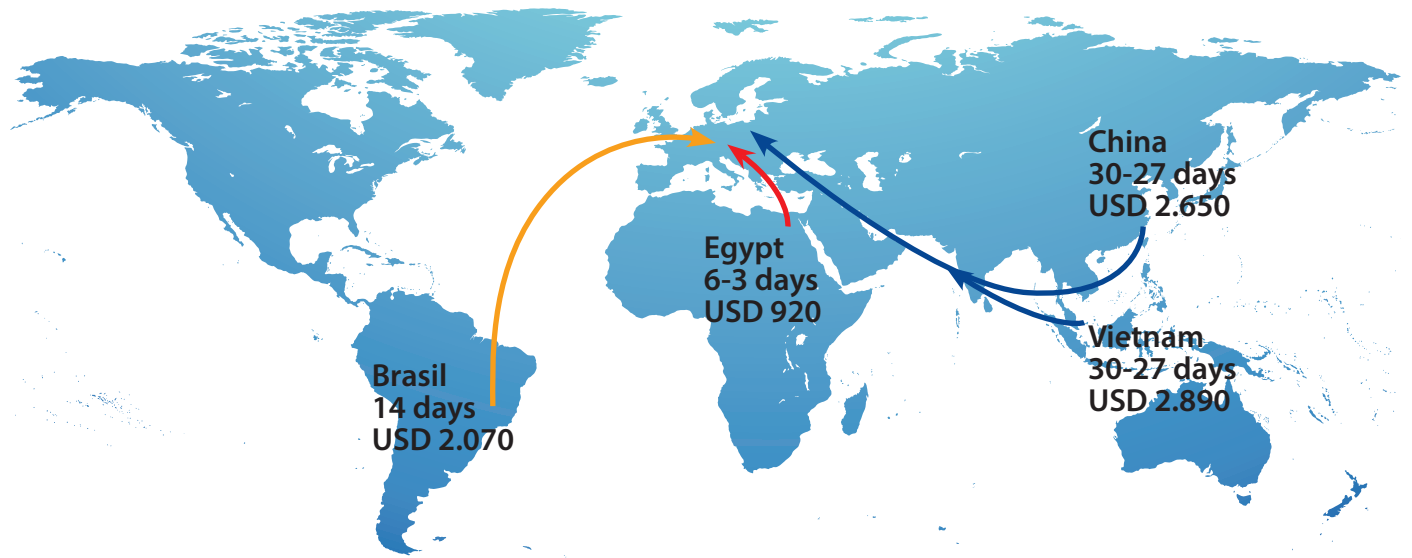 China
30-27 days
USD 2.650
Egypt
6-3 days
USD 920
Vietnam
30-27 days
USD 2.890
Brasil
14 days
USD 2.070